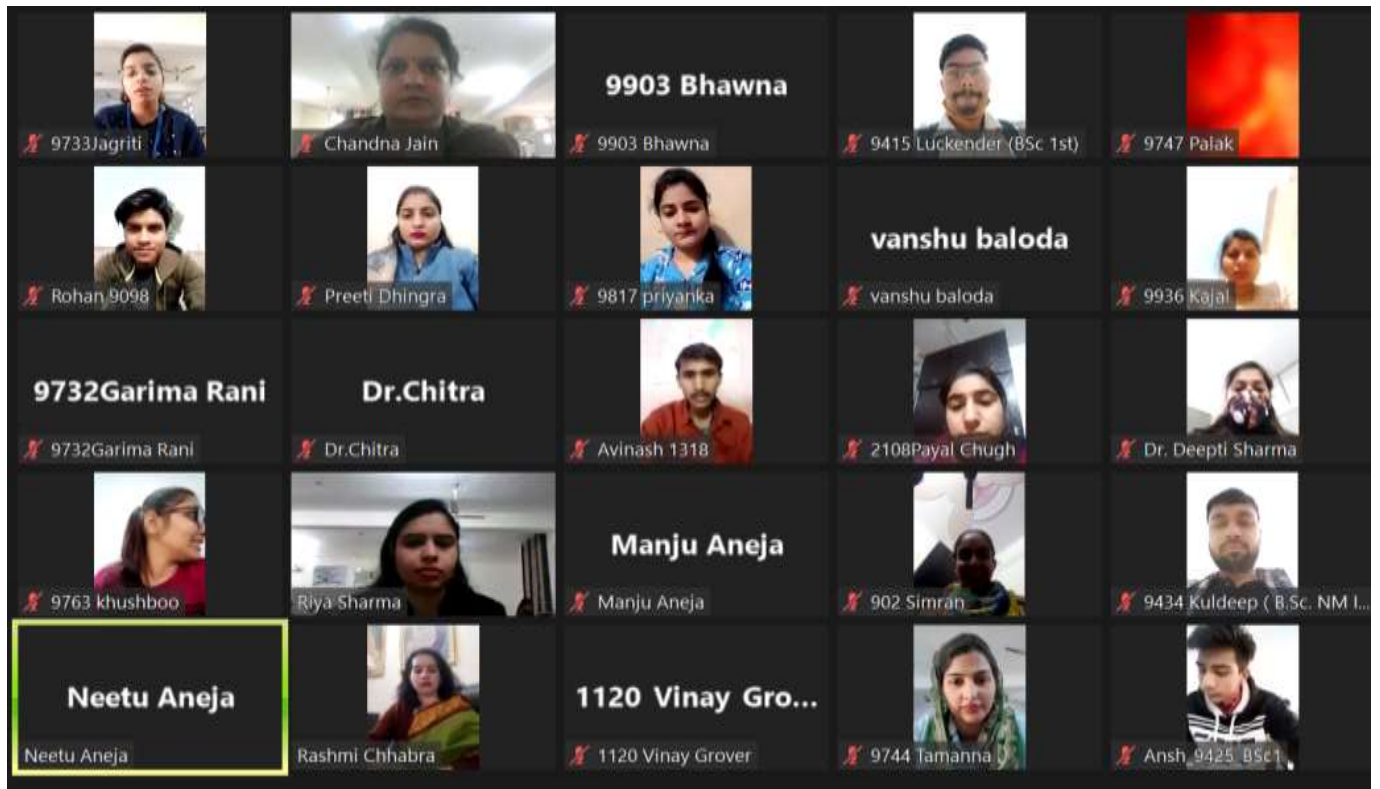 9733Jagriti
Chandna Jain
9903 Bhawna
9903 Bhawna
9415 Luckender (BSc 1st)
9747 Palak
Rohan 9098
Preeti Dhingra
9817 priyanka
vanshu baloda
vanshu baloda
9936 Kajal
9732Garima Rani
9732Garima Rani
Dr.Chitra
Dr.Chitra
Avinash 1318
2108Payal Chugh
Dr. Deepti Sharma
9763 khushboo
Riya Sharma
Manju Aneja
Manju Aneja
902 Simran
9434 Kuldeep ( B.Sc. NM I...
Neetu Aneja
Neetu Aneja
Rashmi Chhabra
1120 Vinay Gro...
1120 Vinay Grover
9744 Tamanna
Ansh_9425_BSc1